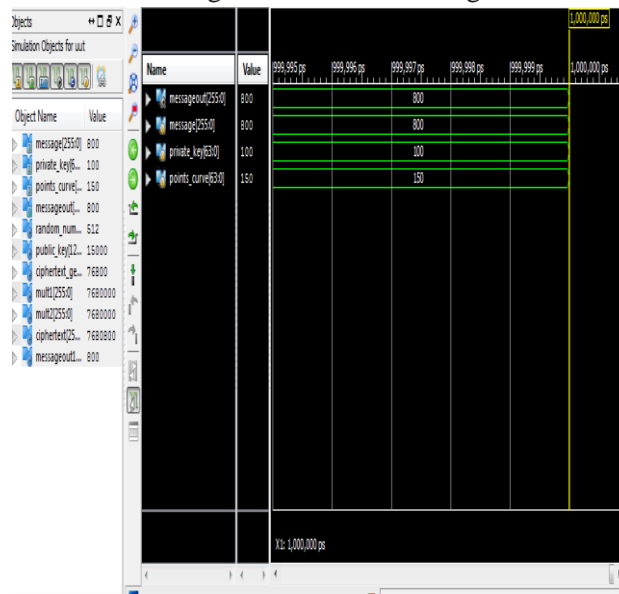 Objects
Simulation Objects for uut
Object Name Value
message[255:0] 800
private_key[6... 100
points_curve[... 150
messageout[... 800
random_num... 512
public_key[12... 15000
ciphertext_ge... 76800
mult1[255:0] 7680000
mult2[255:0] 7680000
ciphertext[25... 7680800
messageout1... 800
1,000,000 ps
Name Value 999,995 ps 999,996 ps 999,997 ps 999,998 ps 999,999 ps 1,000,000 ps
messageout[255:0] 800 800
message[255:0] 800 800
private_key[63:0] 100 100
points_curve[63:0] 150 150
X1: 1,000,000 ps